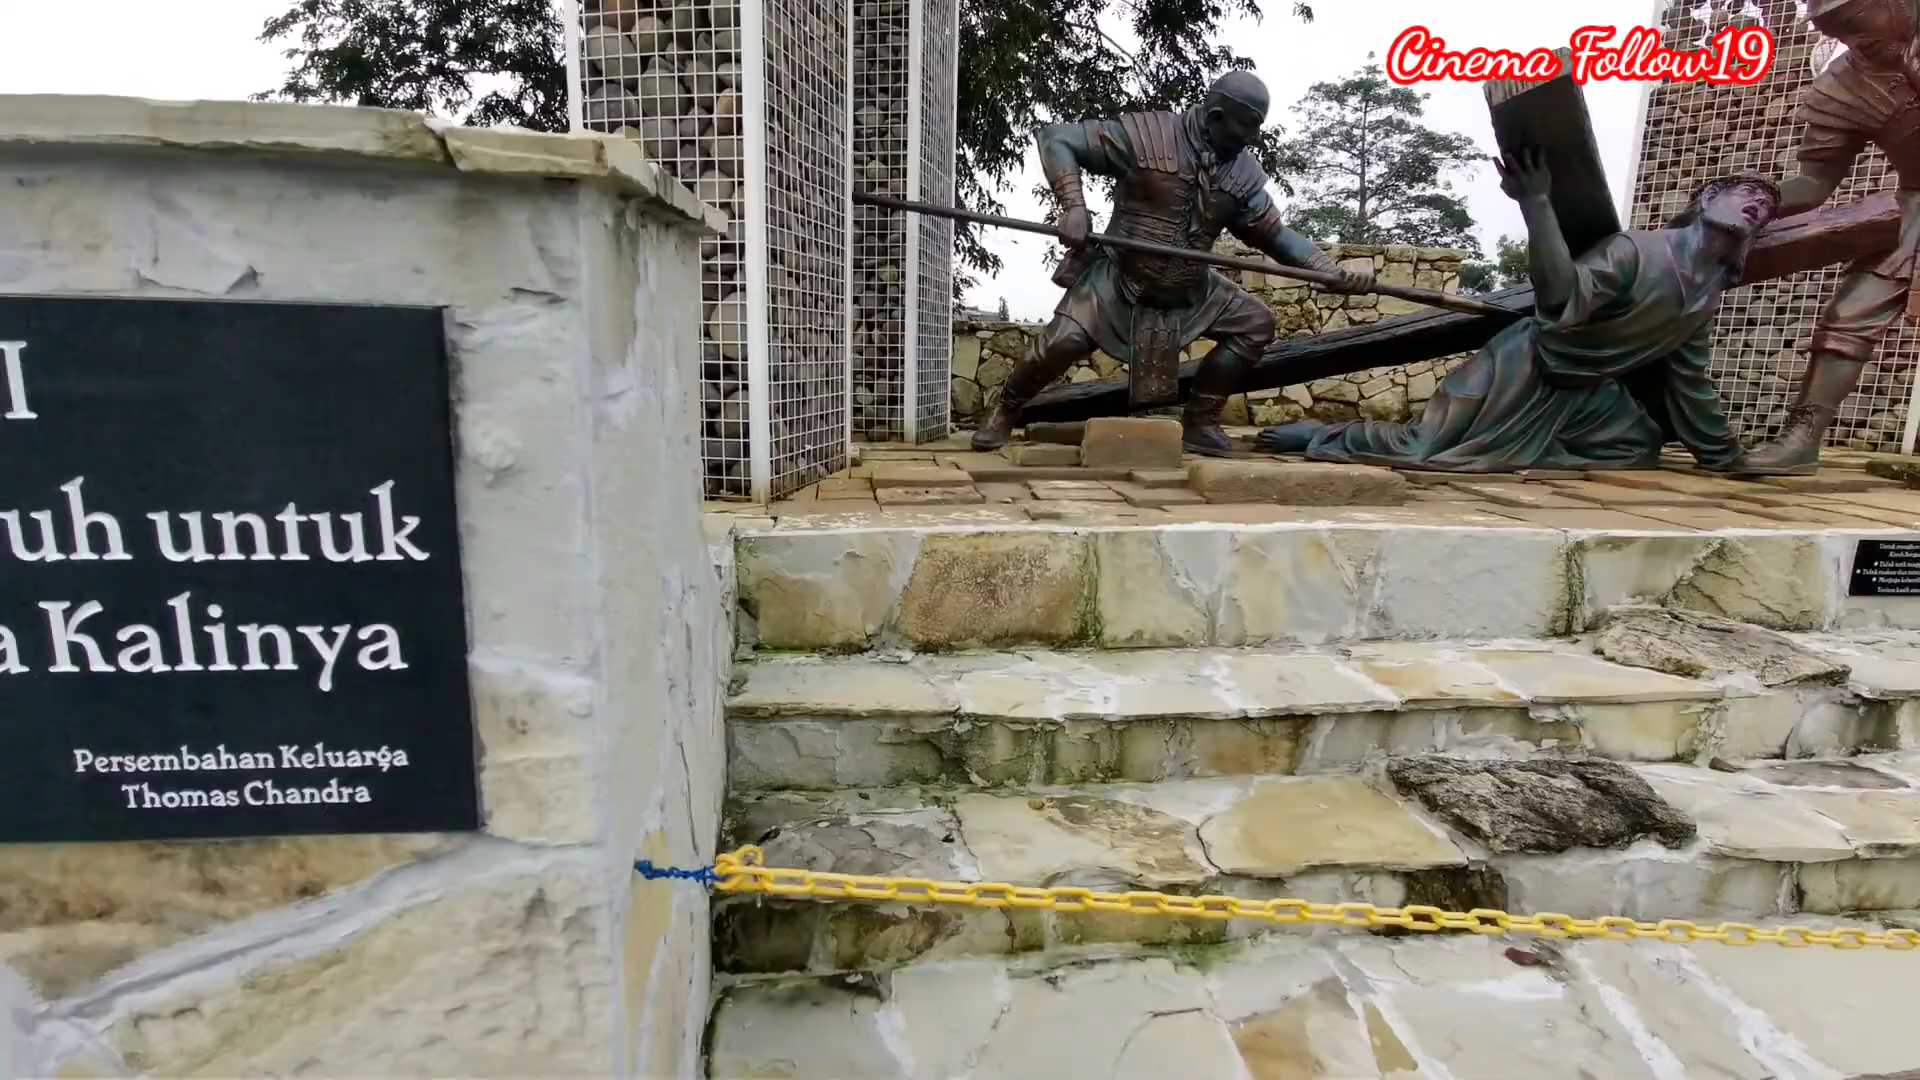 Cinema Follow19
I
uh untuk
a Kalinya
Persembahan Keluarga
Thomas Chandra